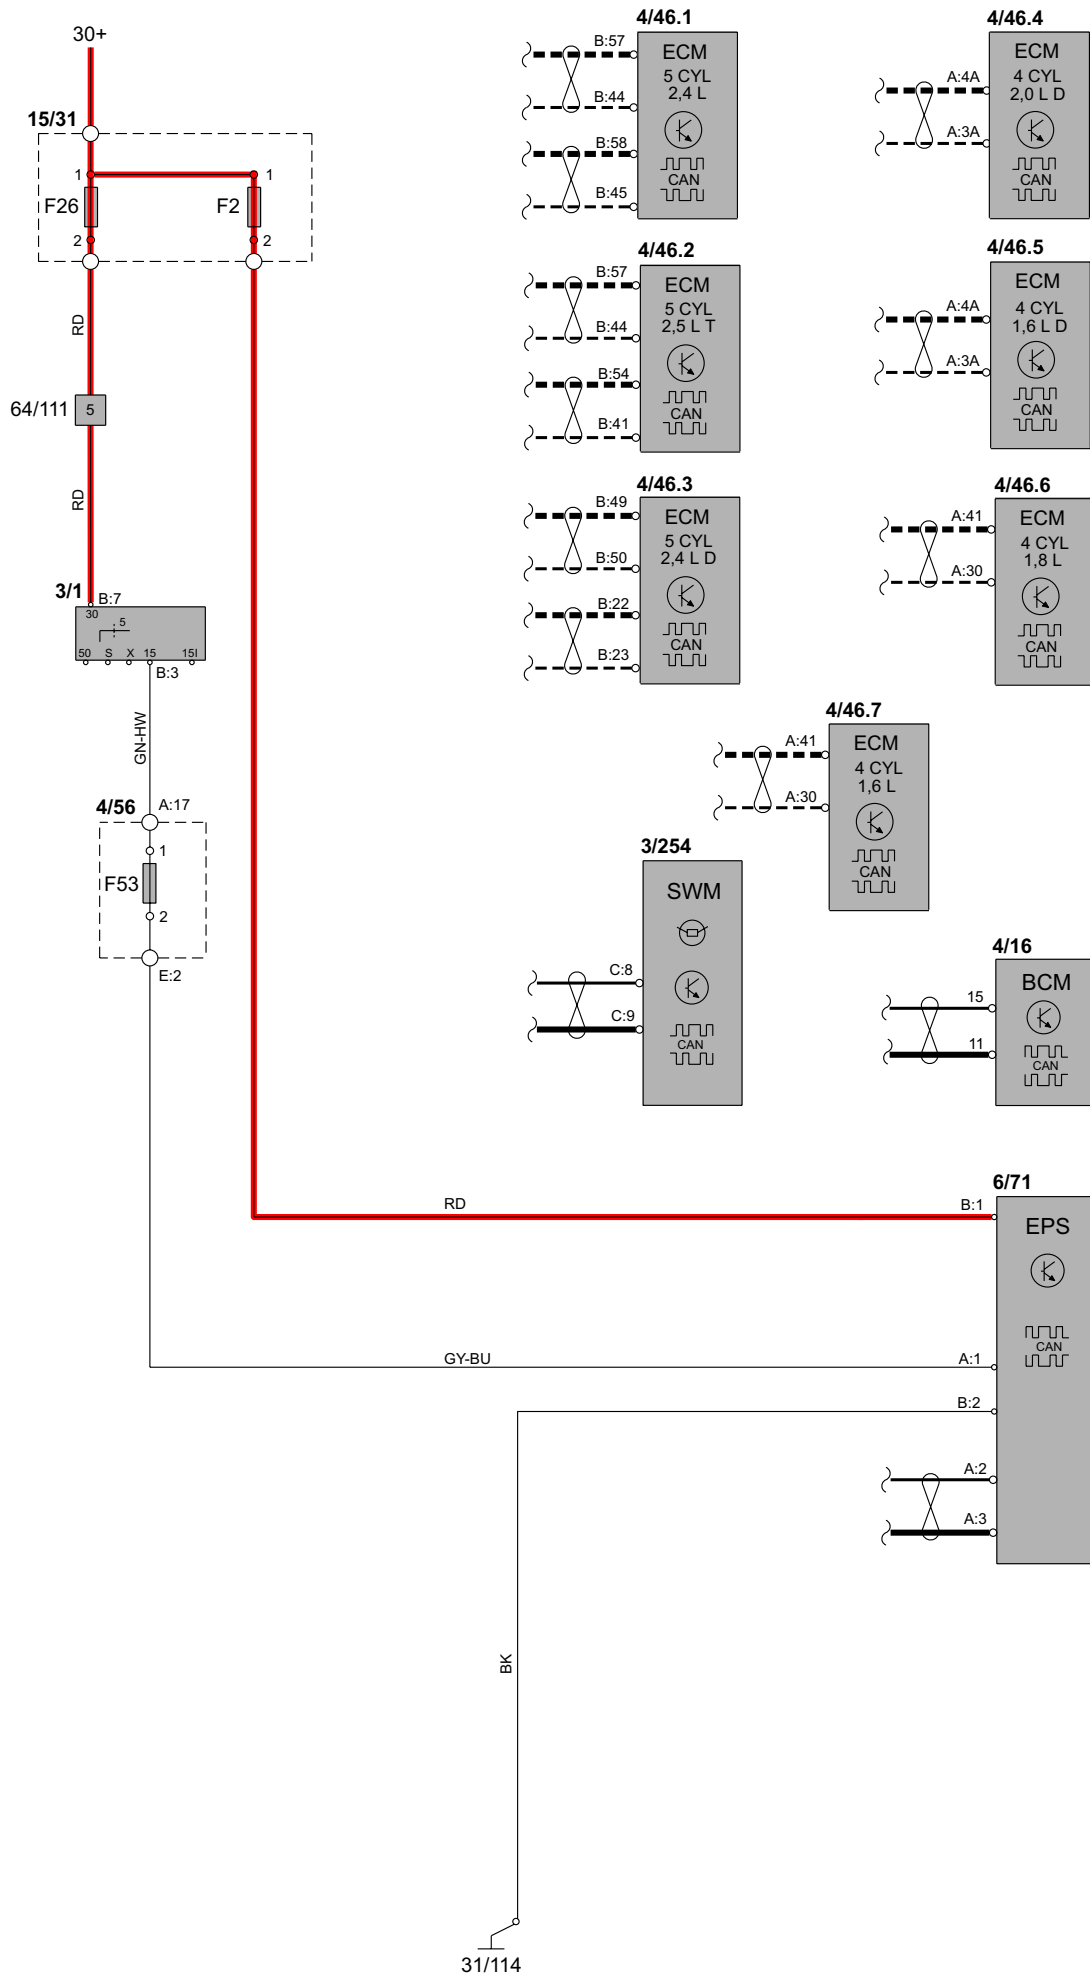 30+
15/31
1
1
F26
F2
2
2
RD
64/111
5
RD
3/1
B:7
30
5
50 S X 15 15I
B:3
GN-HW
4/56
A:17
1
F53
2
E:2
4/46.1
B:57
ECM
5 CYL
2,4 L
B:44
B:58
CAN
B:45
4/46.2
B:57
ECM
5 CYL
2,5 L T
B:44
B:54
CAN
B:41
4/46.3
B:49
ECM
5 CYL
2,4 L D
B:50
B:22
CAN
B:23
4/46.4
ECM
A:4A
4 CYL
2,0 L D
A:3A
CAN
4/46.5
ECM
A:4A
4 CYL
1,6 L D
A:3A
CAN
4/46.6
A:41
ECM
4 CYL
1,8 L
A:30
CAN
4/46.7
A:41
ECM
4 CYL
1,6 L
A:30
CAN
3/254
SWM
C:8
C:9
CAN
4/16
BCM
15
11
CAN
6/71
RD
B:1
EPS
CAN
GY-BU
A:1
B:2
A:2
A:3
BK
31/114